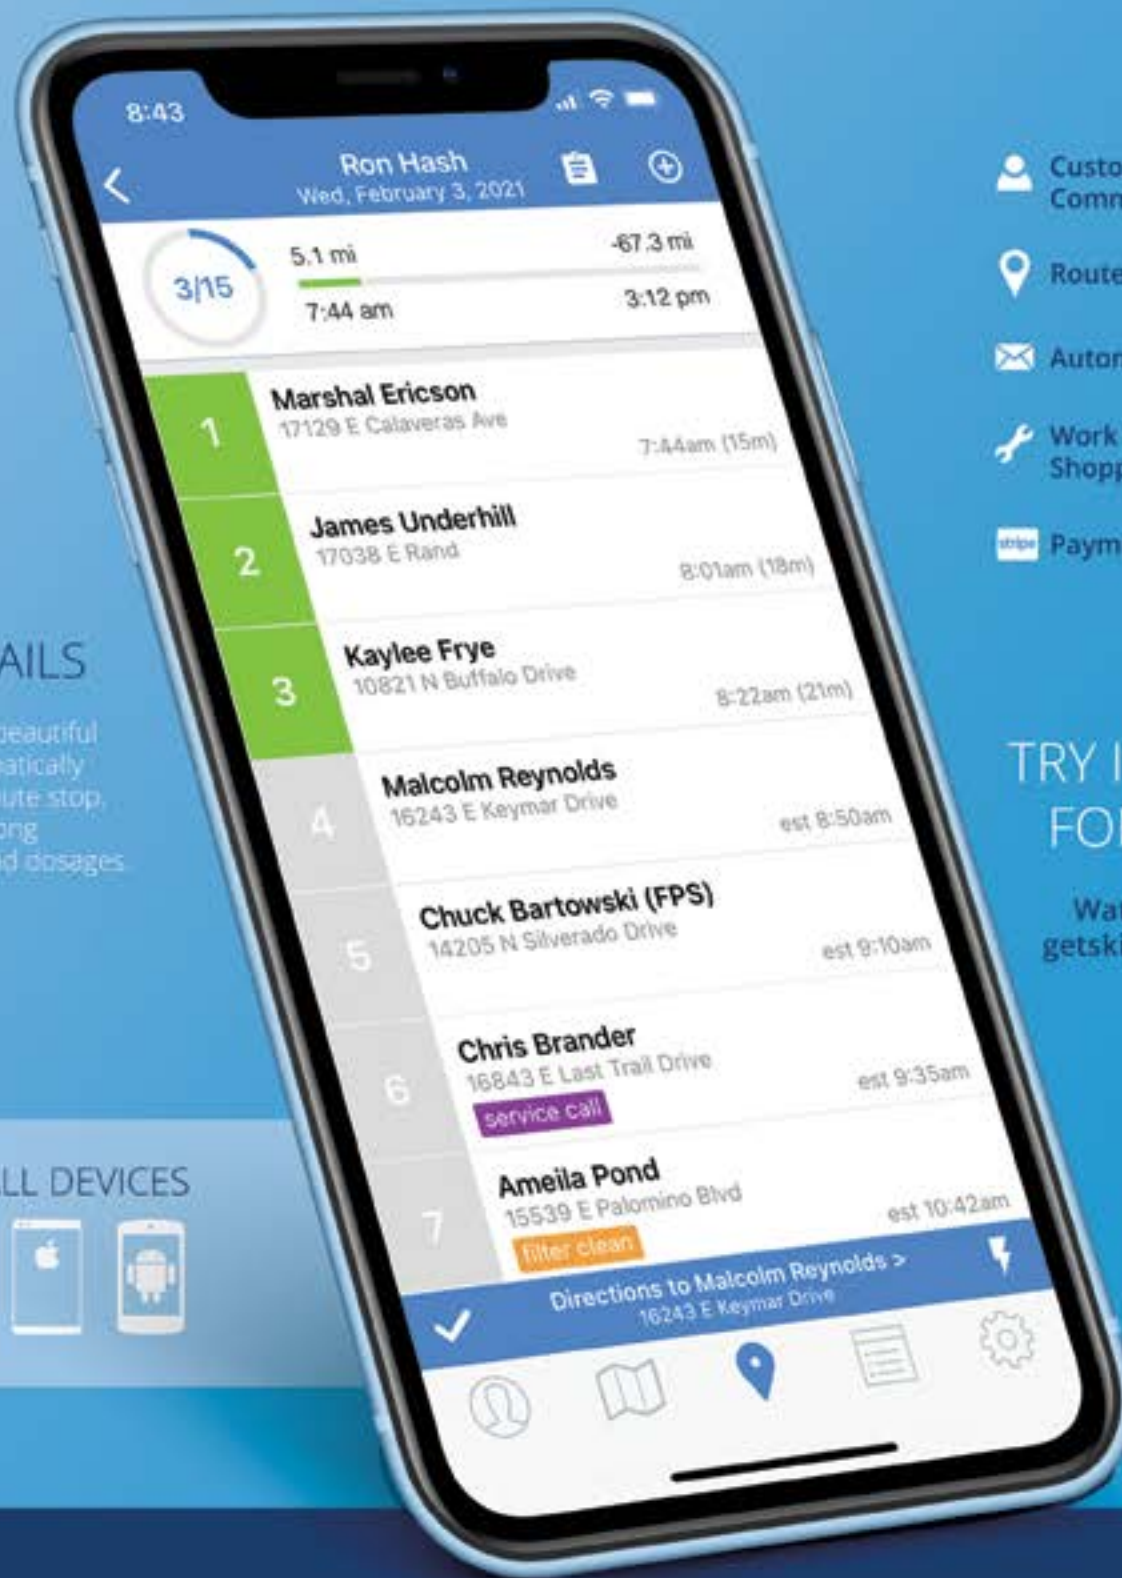 8:43
Ron Hash
Wed, February 3, 2021
3/15
5.1 mi
-67.3 mi
7:44 am
3:12 pm
1
Marshal Ericson
17129 E Calaveras Ave
7:44am (15m)
2
James Underhill
17038 E Rand
8:01am (18m)
3
Kaylee Frye
10821 N Buffalo Drive
8:22am (21m)
4
Malcolm Reynolds
16243 E Keymar Drive
est 8:50am
5
Chuck Bartowski (FPS)
14205 N Silverado Drive
est 9:10am
6
Chris Brander
16843 E Last Trail Drive
est 9:35am
service call
7
Ameila Pond
15539 E Palomino Blvd
est 10:42am
filter clean
Directions to Malcolm Reynolds >
16243 E Keymar Drive
AILS
beautiful
atically
ute stop,
ong
nd dosages.
LL DEVICES
Custo
Comm
Route
Autom
Work
Shopp
stripe Paym
TRY I
FO
Wat
getski